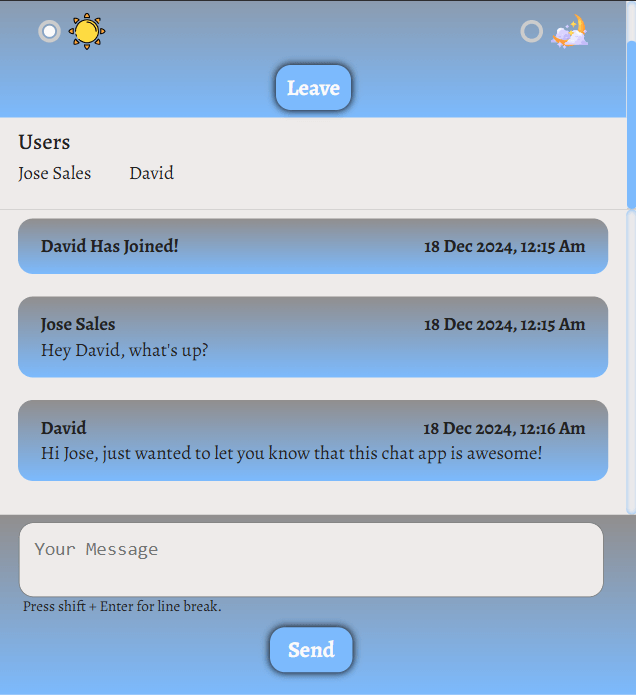 Leave
Users
Jose Sales David
David Has Joined! 18 Dec 2024, 12:15 Am
Jose Sales 18 Dec 2024, 12:15 Am
Hey David, what's up?
David 18 Dec 2024, 12:16 Am
Hi Jose, just wanted to let you know that this chat app is awesome!
Your Message
Press shift + Enter for line break.
Send